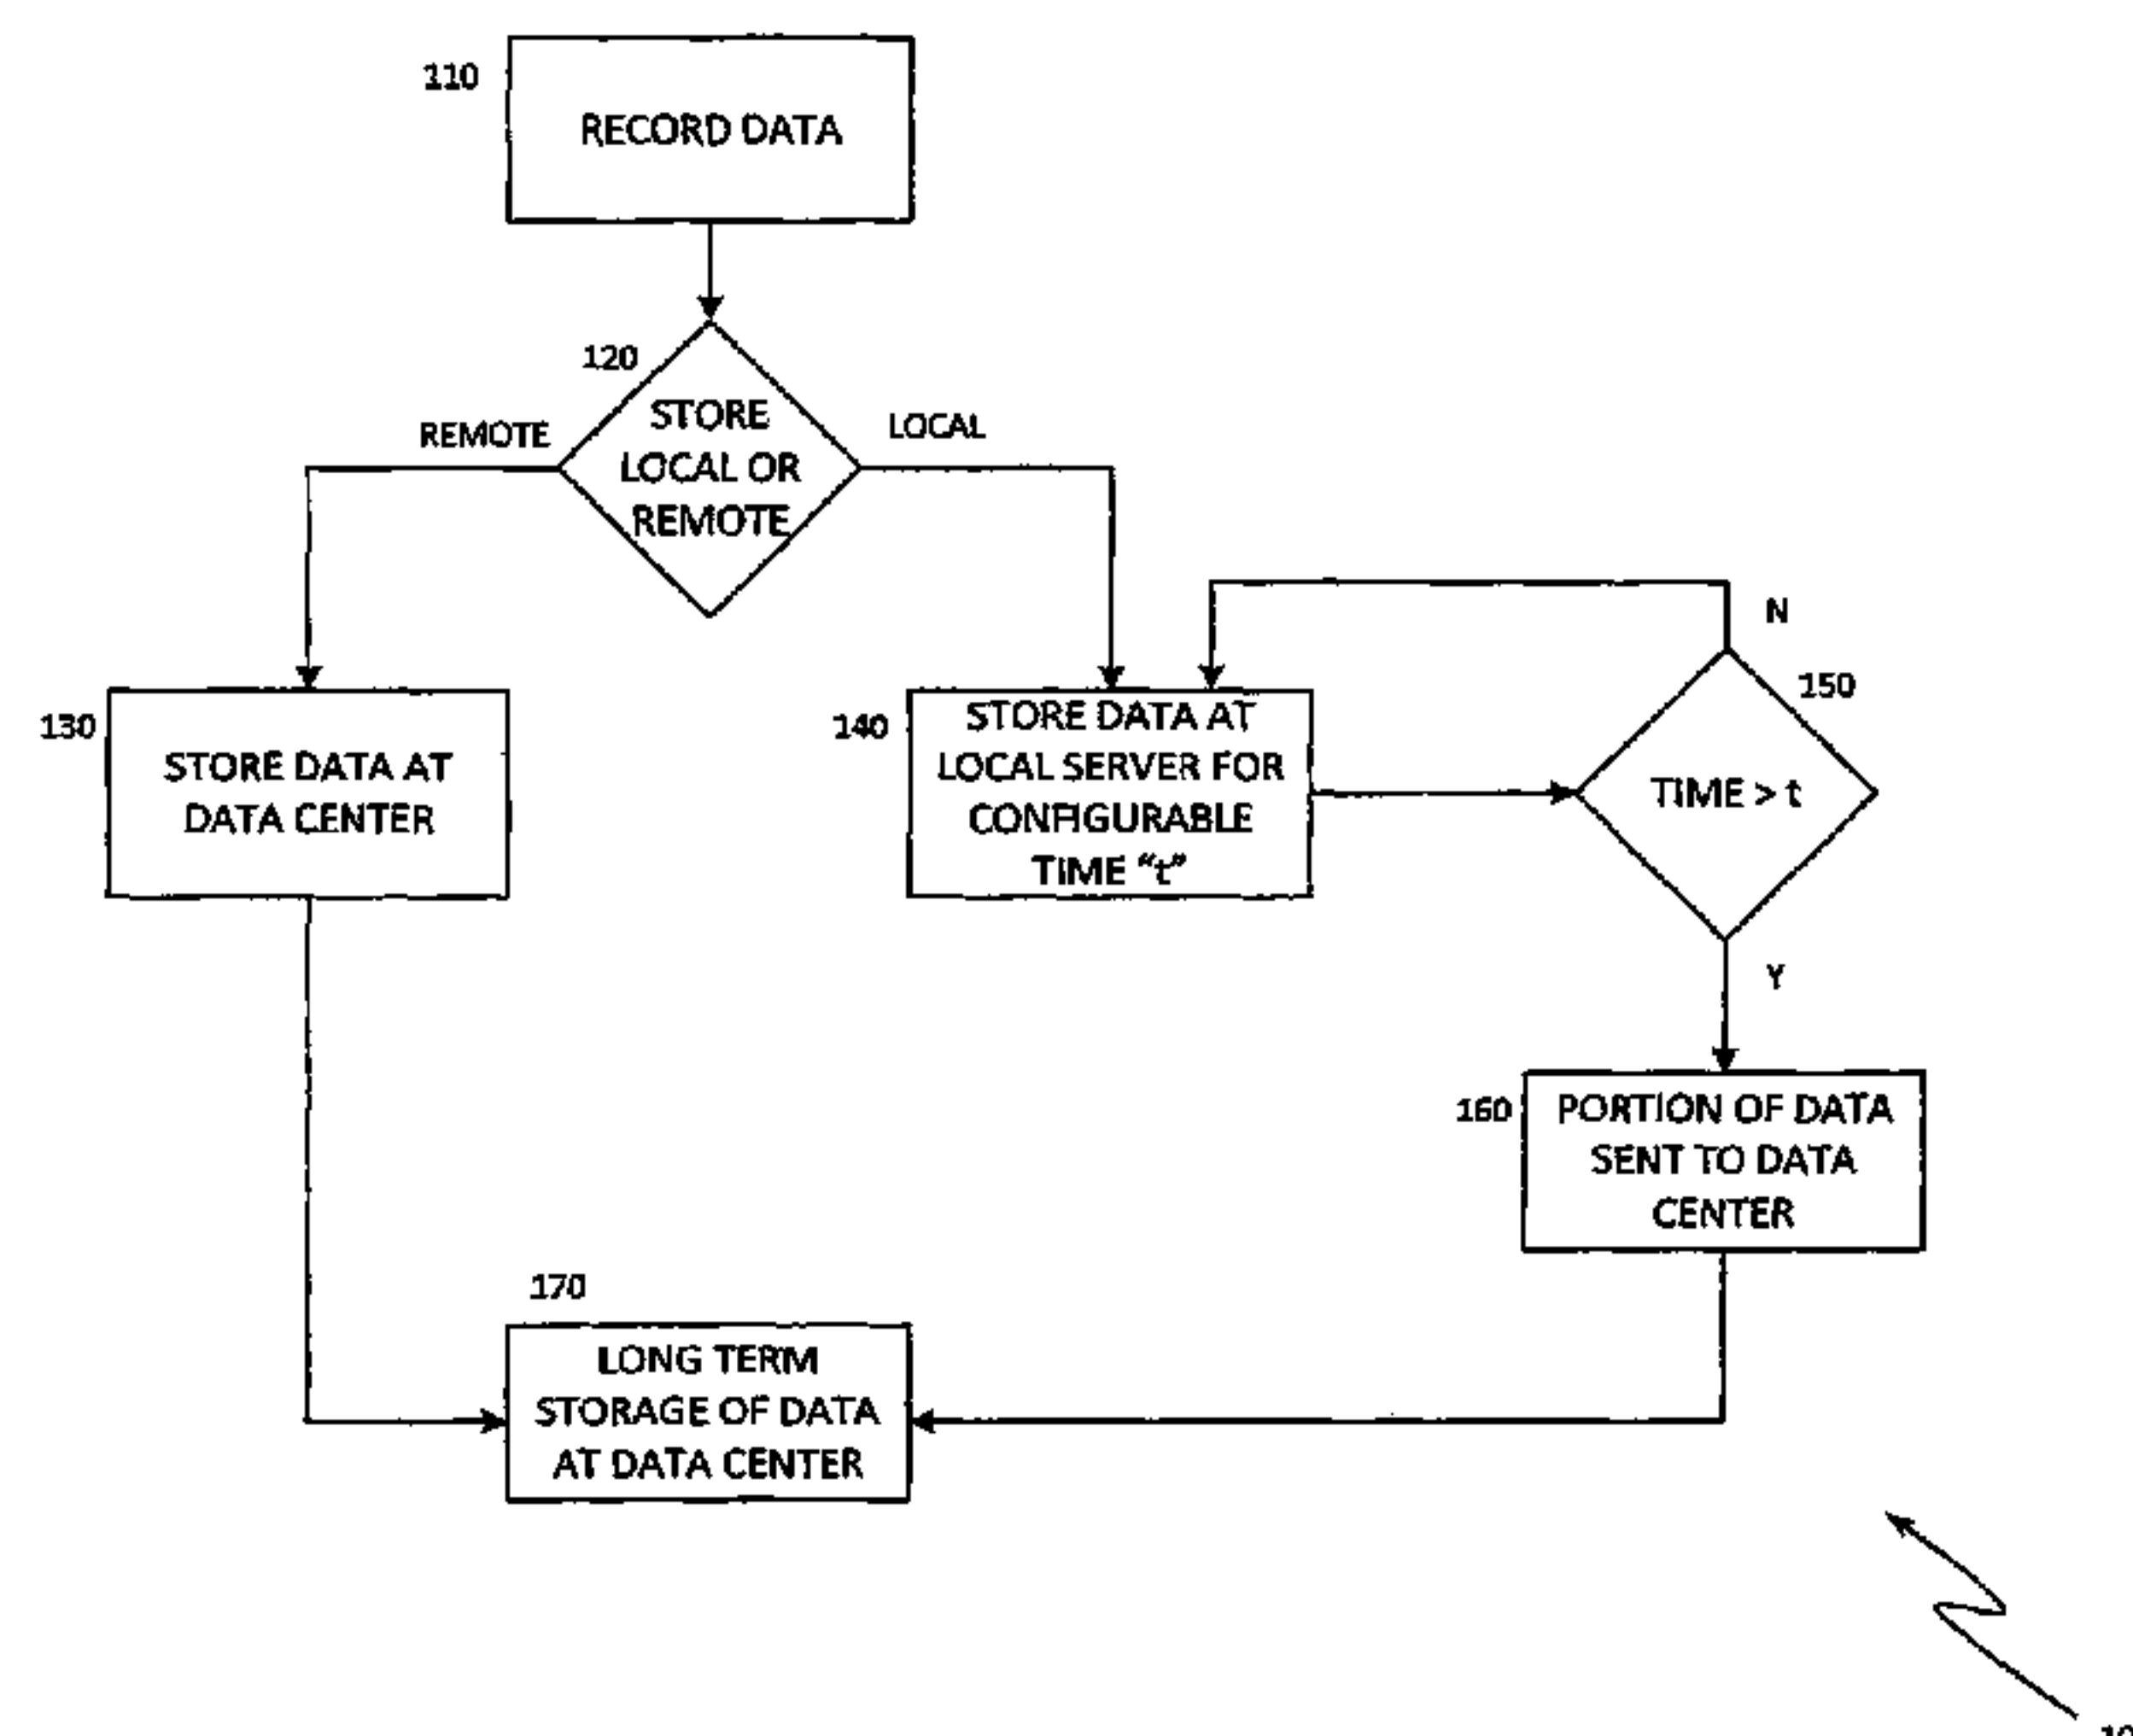 110
RECORD DATA
120
STORE
LOCAL OR
REMOTE
REMOTE
LOCAL
N
150
130
STORE DATA AT
DATA CENTER
140
STORE DATA AT
LOCAL SERVER FOR
CONFIGURABLE
TIME “t”
TIME > t
Y
160
PORTION OF DATA
SENT TO DATA
CENTER
170
LONG TERM
STORAGE OF DATA
AT DATA CENTER